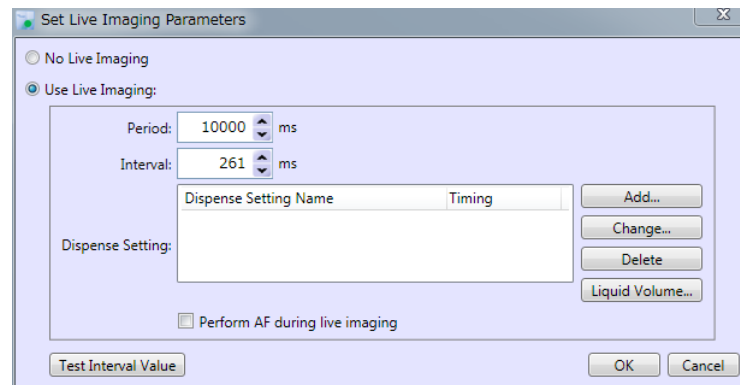 Set Live Imaging Parameters
No Live Imaging
Use Live Imaging:
Period: 10000 ms
Interval: 261 ms
Dispense Setting Name Timing
Add...
Change...
Dispense Setting:
Delete
Liquid Volume...
Perform AF during live imaging
Test Interval Value OK Cancel